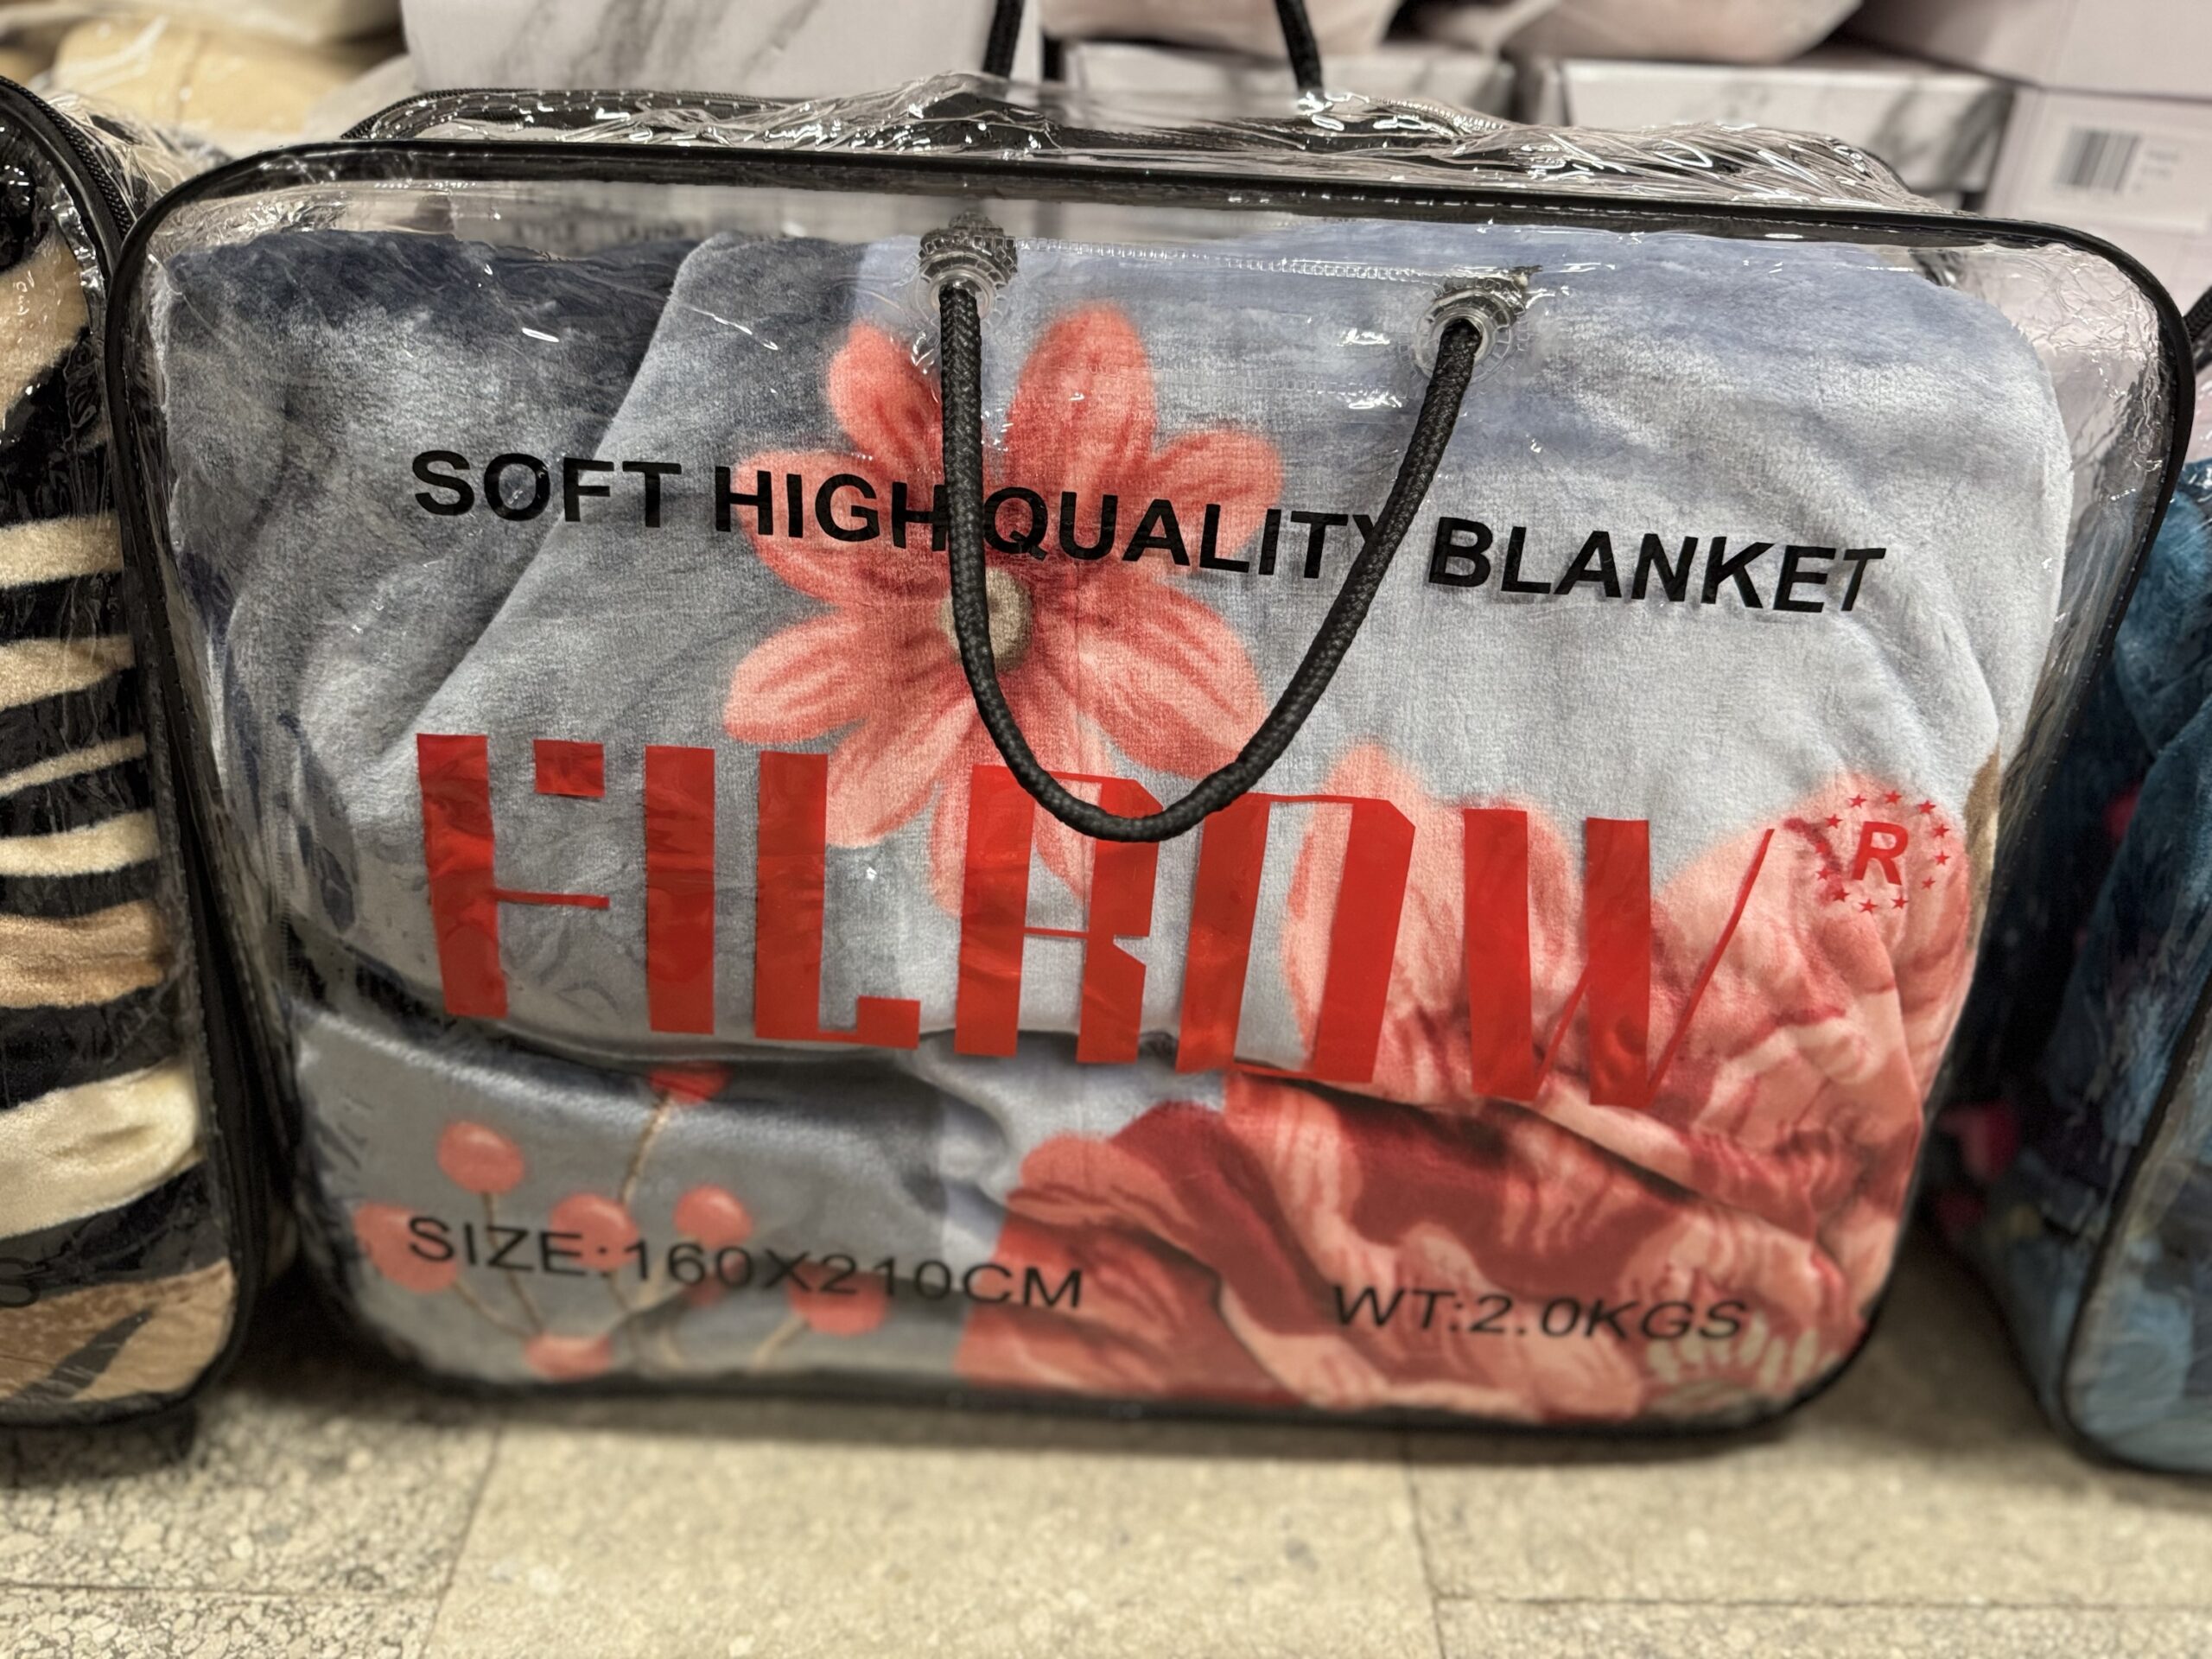 SOFT HIGH QUALITY BLANKET
FILROW
R
SIZE:160X210CM
WT:2.0KGS